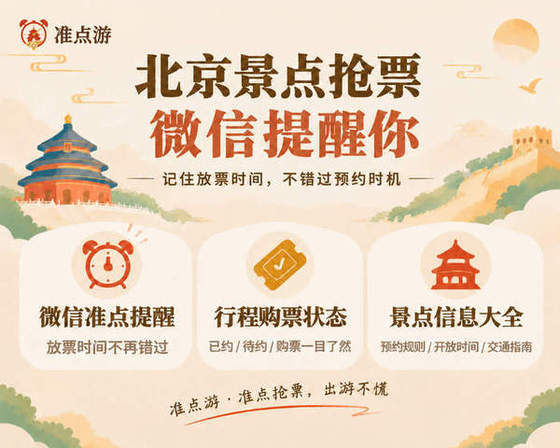 准点游
北京景点抢票
微信提醒你
记住放票时间，不错过预约时机
微信准点提醒
放票时间不再错过
行程购票状态
已约 / 待约 / 购票一目了然
景点信息大全
预约规则 / 开放时间 / 交通指南
准点游 · 准点抢票，出游不慌